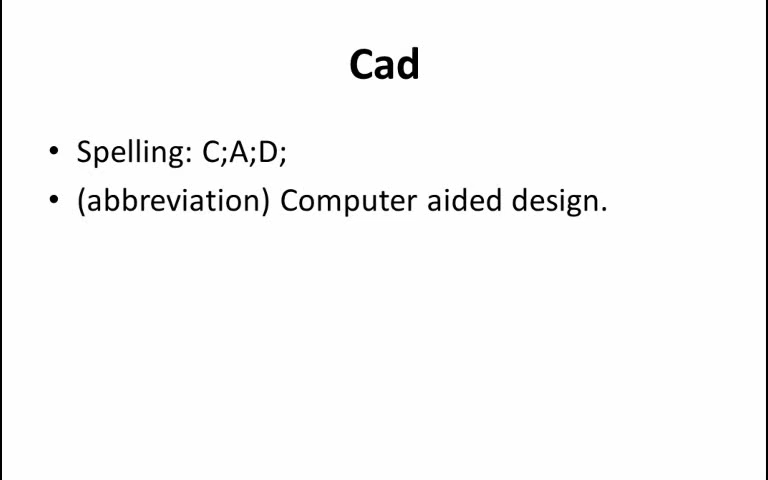 Cad
• Spelling: C;A;D;
• (abbreviation) Computer aided design.